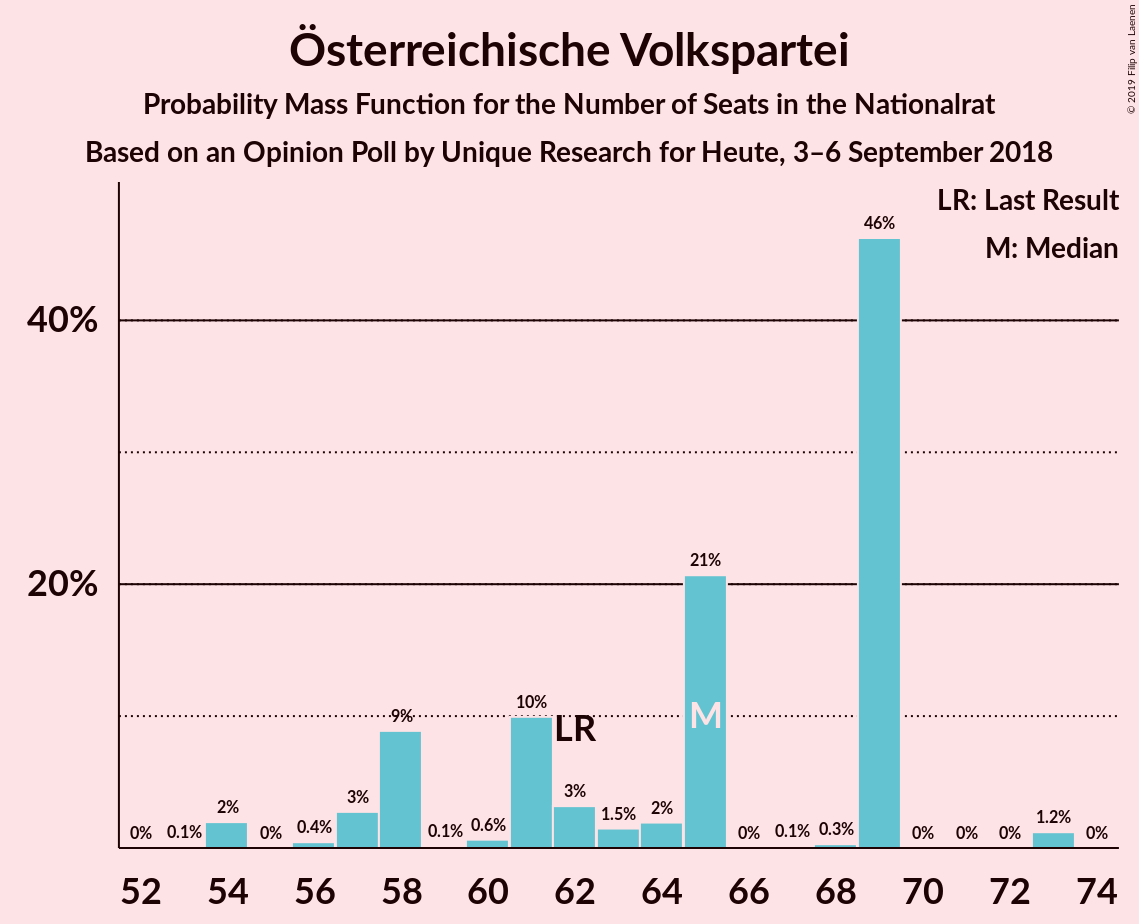 © 2019 Filip van Laenen
Österreichische Volkspartei
Probability Mass Function for the Number of Seats in the Nationalrat
Based on an Opinion Poll by Unique Research for Heute, 3–6 September 2018
LR: Last Result
M: Median
40%
20%
0% 0.1% 2% 0% 0.4% 3% 9% 0.1% 0.6% 10% 3% 1.5% 2% 21% 0% 0.1% 0.3% 46% 0% 0% 0% 1.2% 0%
LR
M
52 54 56 58 60 62 64 66 68 70 72 74